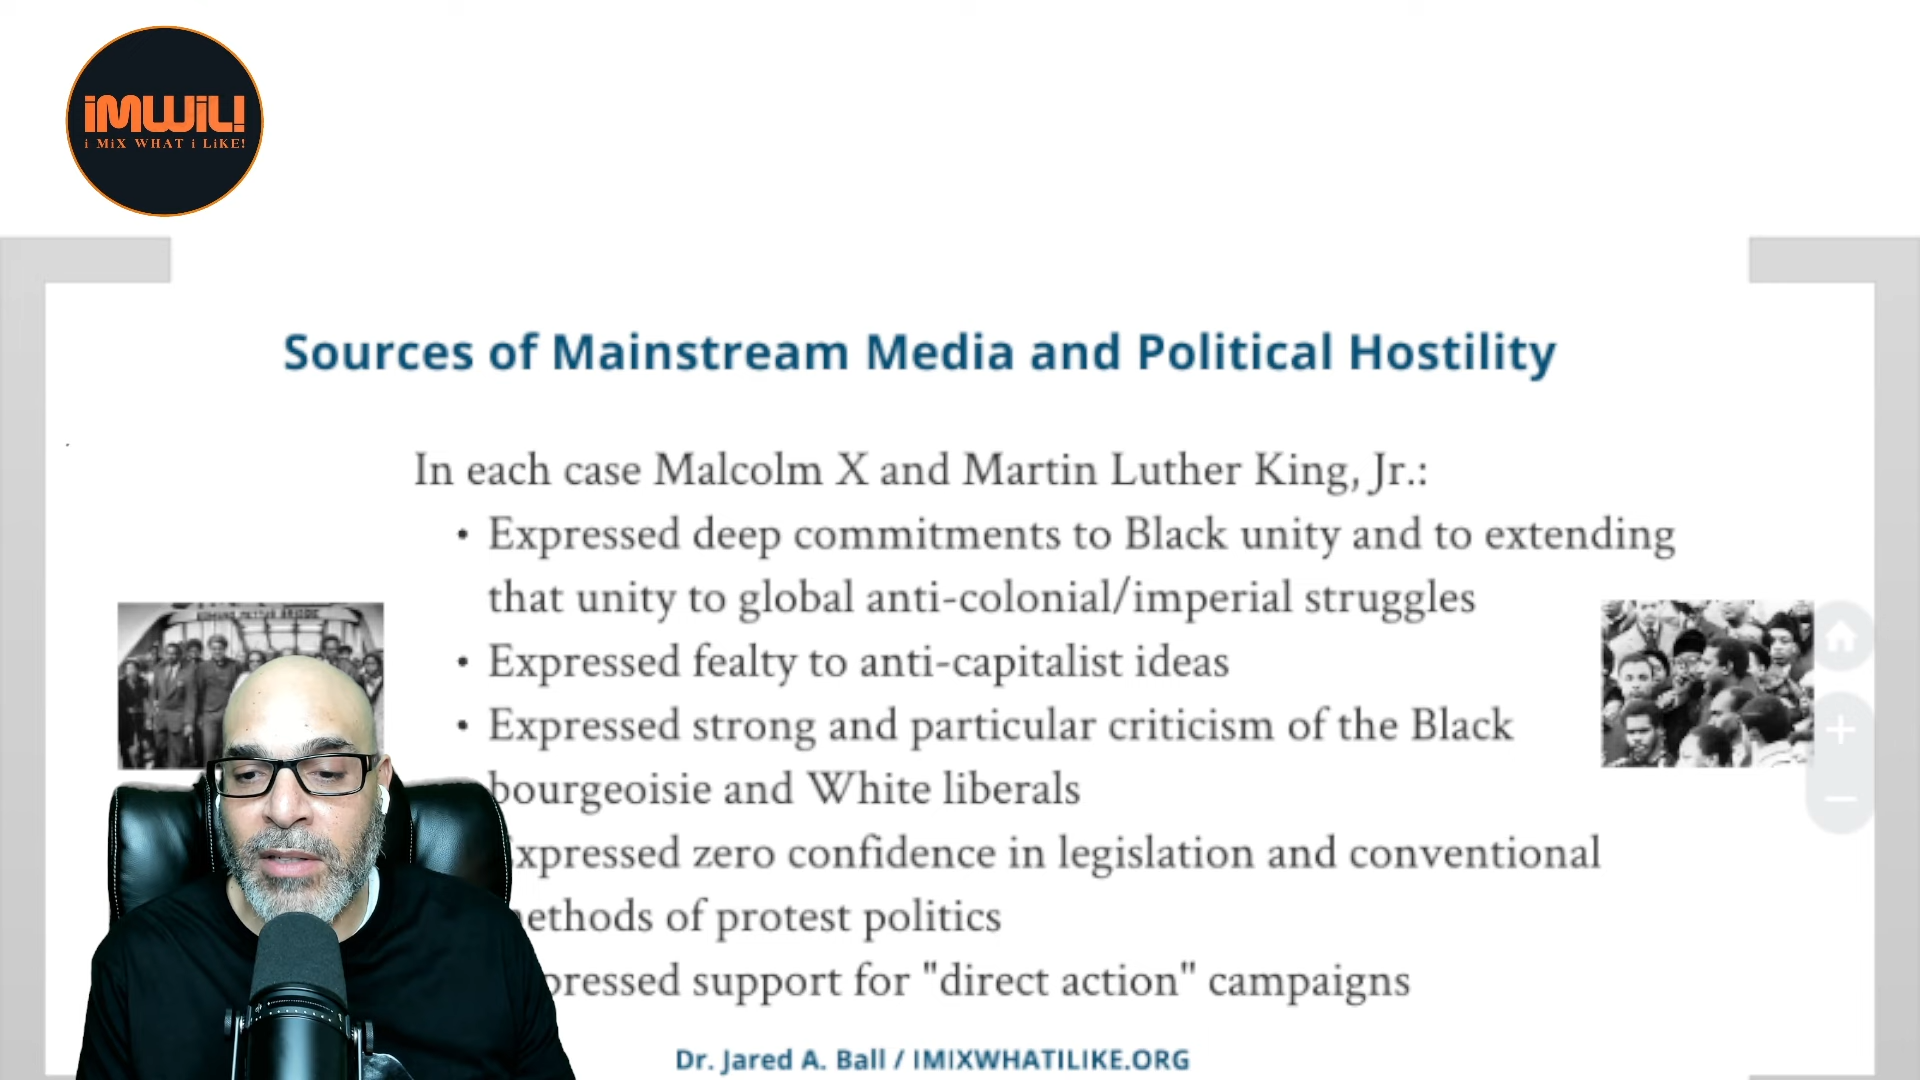 iMWiL!
i MiX WHAT i LiKE!
Sources of Mainstream Media and Political Hostility
In each case Malcolm X and Martin Luther King, Jr.:
• Expressed deep commitments to Black unity and to extending
that unity to global anti-colonial/imperial struggles
• Expressed fealty to anti-capitalist ideas
• Expressed strong and particular criticism of the Black
bourgeoisie and White liberals
xpressed zero confidence in legislation and conventional
ethods of protest politics
pressed support for "direct action" campaigns
EDMUND PETTUS BRIDGE
Dr. Jared A. Ball / IMIXWHATILIKE.ORG